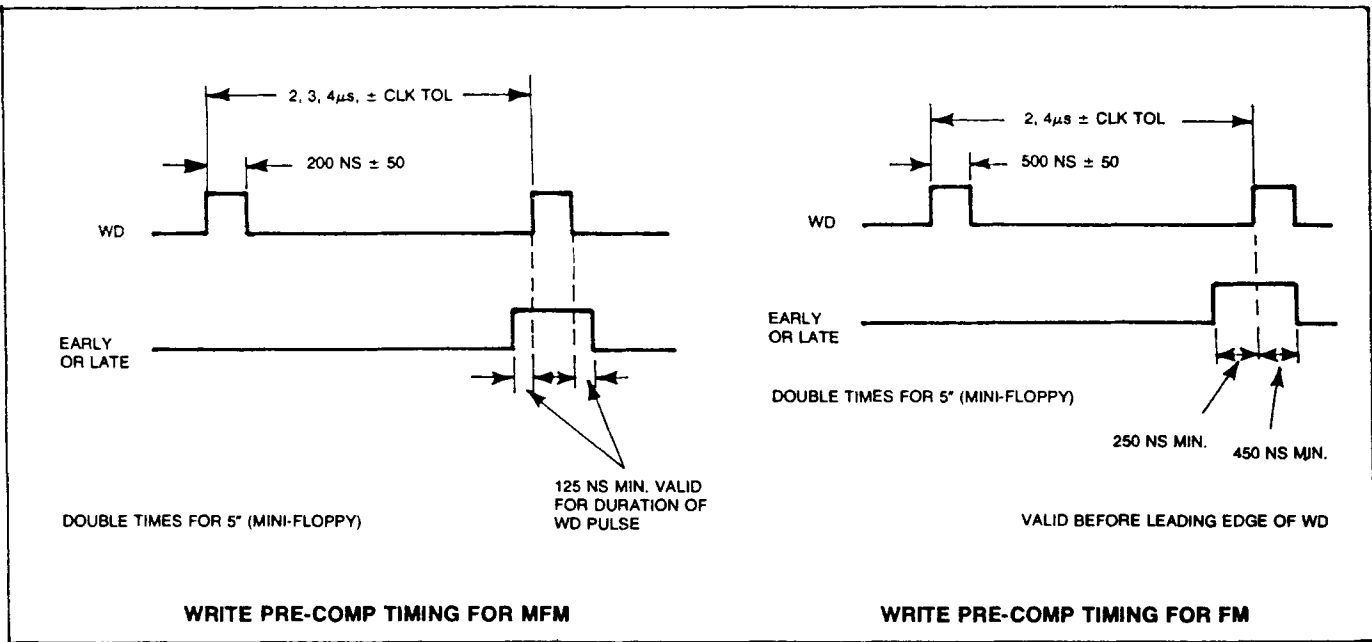 2, 3, 4µs, ± CLK TOL
200 NS ± 50
WD
EARLY
OR LATE
125 NS MIN. VALID
FOR DURATION OF
WD PULSE
DOUBLE TIMES FOR 5" (MINI-FLOPPY)
WRITE PRE-COMP TIMING FOR MFM
2, 4µs ± CLK TOL
500 NS ± 50
WD
EARLY
OR LATE
DOUBLE TIMES FOR 5" (MINI-FLOPPY)
250 NS MIN.
450 NS MIN.
VALID BEFORE LEADING EDGE OF WD
WRITE PRE-COMP TIMING FOR FM